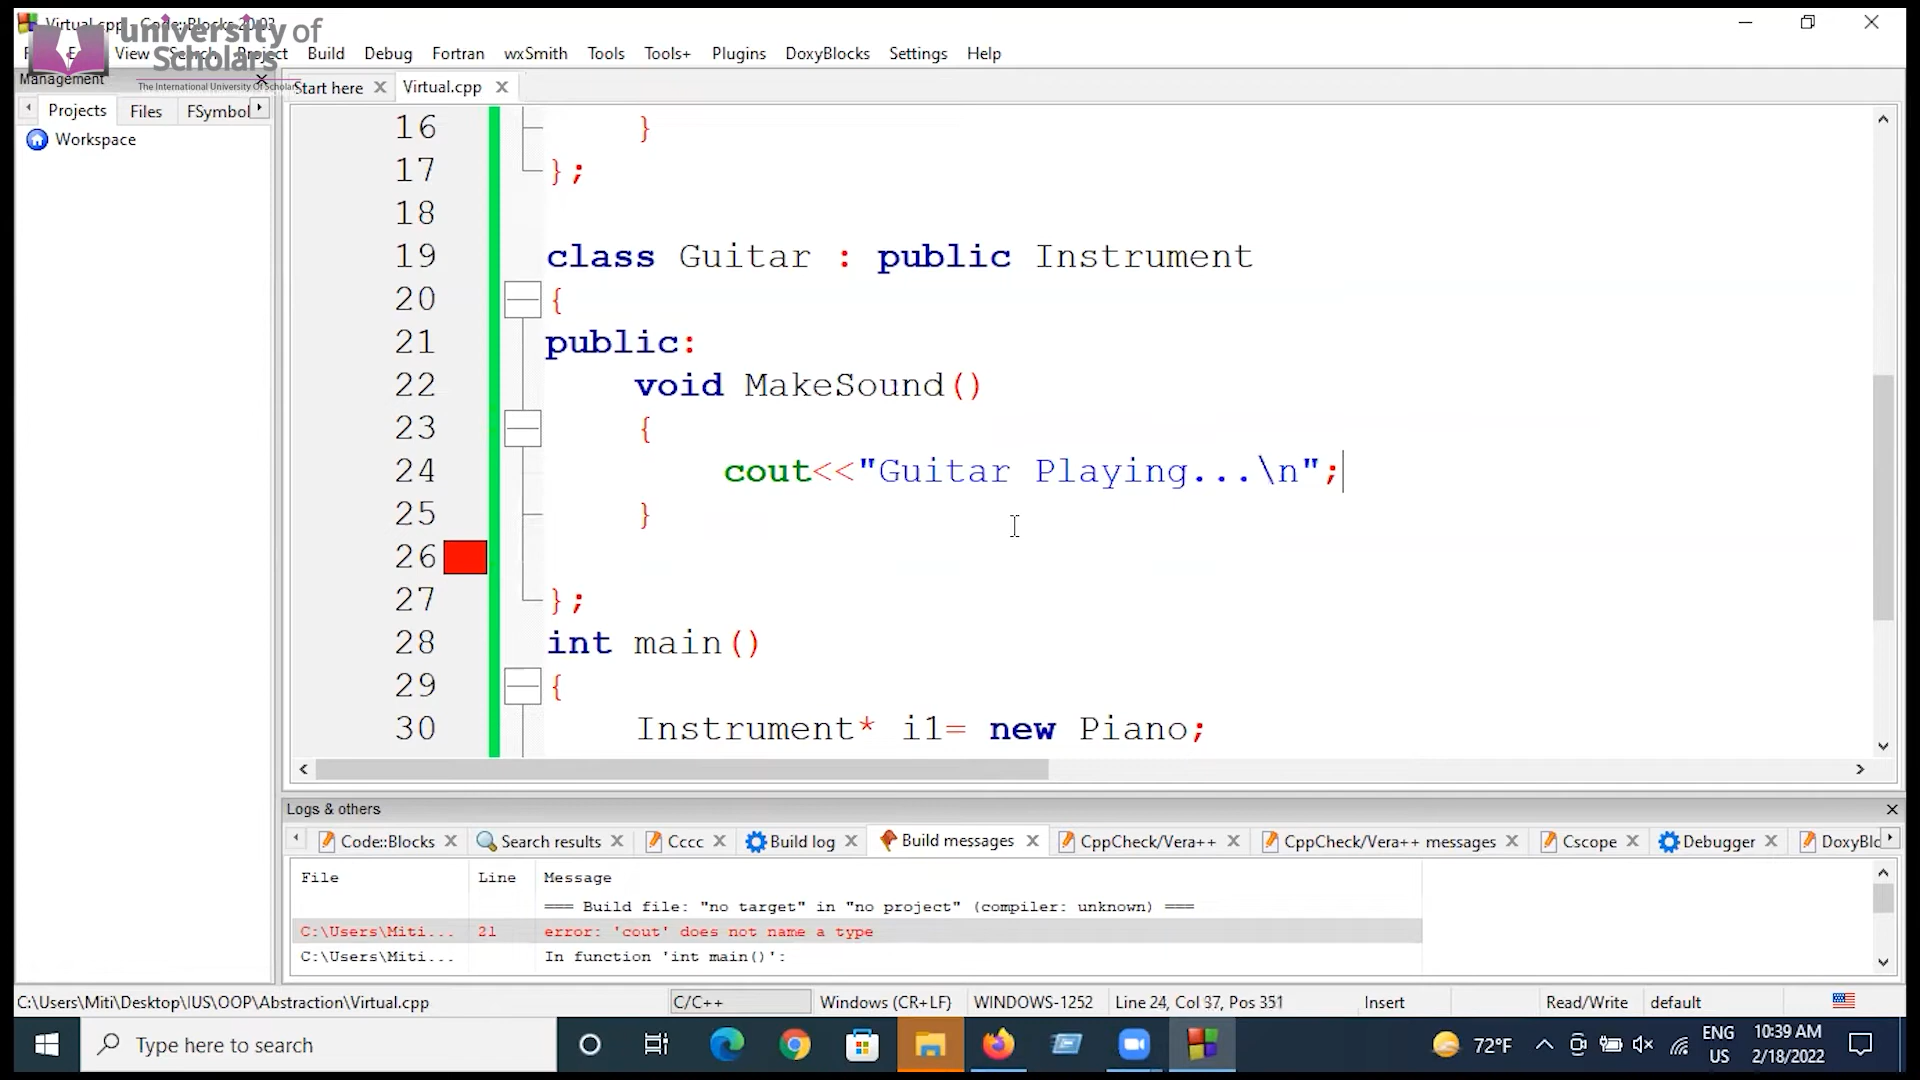 Virtual.cpp - Code::Blocks 20.03
university of
Scholars
The International University Of Scholars
View Search Project Build Debug Fortran wxSmith Tools Tools+ Plugins DoxyBlocks Settings Help
Management
Start here Virtual.cpp
Projects Files FSymbol
Workspace
16 }
17 };
18
19 class Guitar : public Instrument
20 {
21 public:
22 void MakeSound()
23 {
24 cout<<"Guitar Playing...\n";
25 }
26
27 };
28 int main()
29 {
30 Instrument* i1= new Piano;
Logs & others
Code::Blocks Search results Cccc Build log Build messages CppCheck/Vera++ CppCheck/Vera++ messages Cscope Debugger DoxyBlo
File Line Message
=== Build file: "no target" in "no project" (compiler: unknown) ===
C:\Users\Miti... 21 error: 'cout' does not name a type
C:\Users\Miti... In function 'int main()':
C:\Users\Miti\Desktop\IUS\OOP\Abstraction\Virtual.cpp C/C++ Windows (CR+LF) WINDOWS-1252 Line 24, Col 37, Pos 351 Insert Read/Write default
Type here to search 72°F ENG 10:39 AM
US 2/18/2022